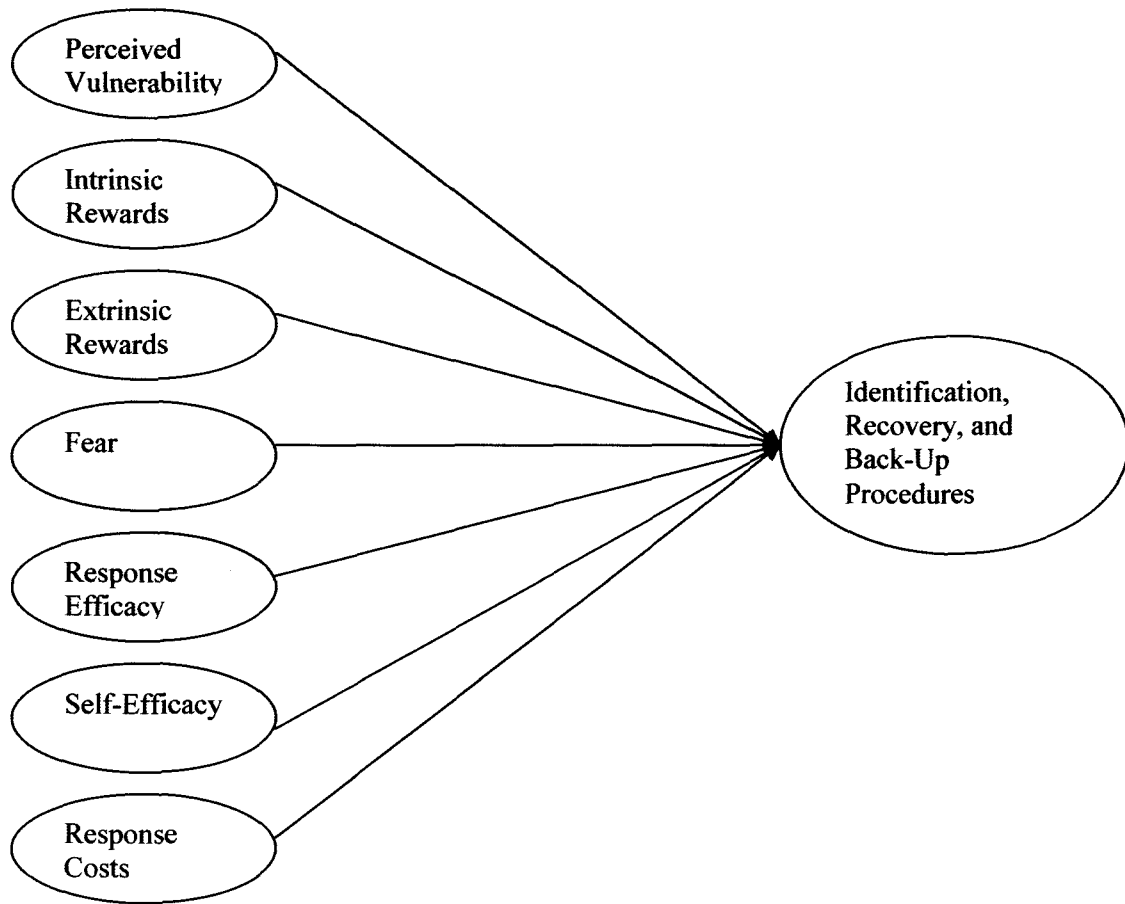 Perceived
Vulnerability
Intrinsic
Rewards
Extrinsic
Rewards
Fear
Response
Efficacy
Self-Efficacy
Response
Costs
Identification,
Recovery, and
Back-Up
Procedures